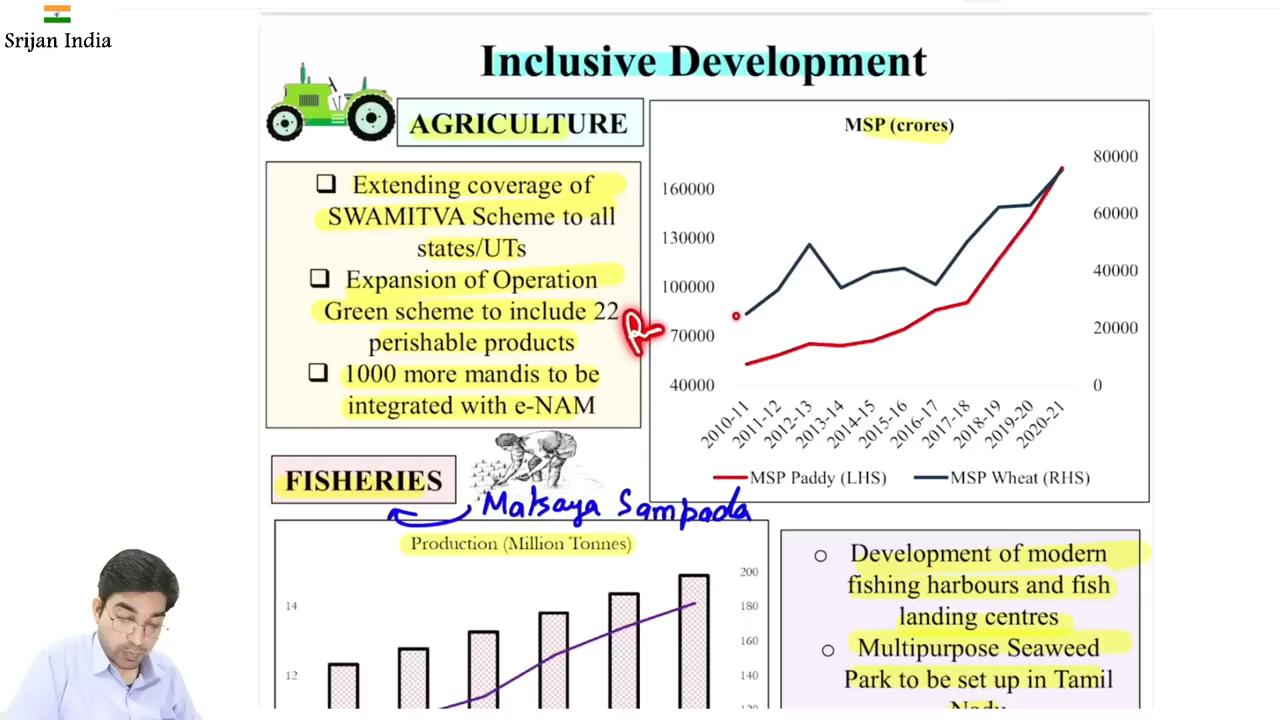 Srijan India
Inclusive Development
AGRICULTURE
❑ Extending coverage of
SWAMITVA Scheme to all
states/UTs
❑ Expansion of Operation
Green scheme to include 22
perishable products
❑ 1000 more mandis to be
integrated with e-NAM
MSP (crores)
160000
130000
100000
70000
40000
80000
60000
40000
20000
0
2010-11
2011-12
2012-13
2013-14
2014-15
2015-16
2016-17
2017-18
2018-19
2019-20
2020-21
MSP Paddy (LHS) MSP Wheat (RHS)
FISHERIES
Matsaya Sampada
Production (Million Tonnes)
14
12
200
180
160
140
120
○ Development of modern
fishing harbours and fish
landing centres
○ Multipurpose Seaweed
Park to be set up in Tamil
Nadu